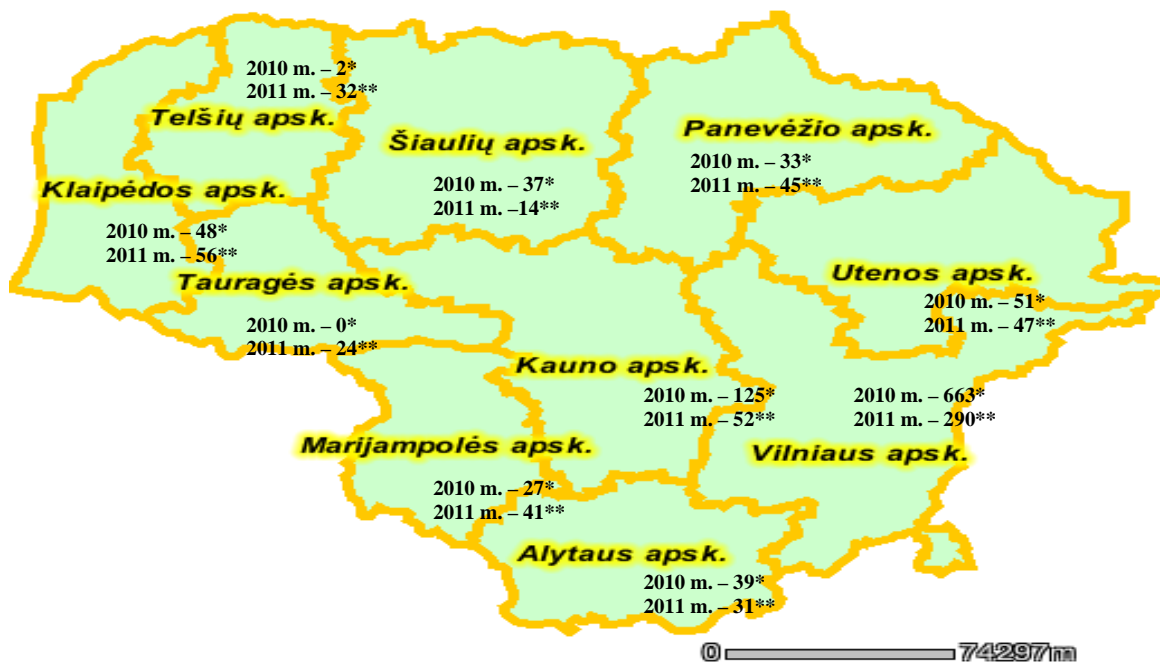 2010 m. – 2*
2011 m. – 32**
Telšių apsk.
Šiaulių apsk.
2010 m. – 37*
2011 m. –14**
Panevėžio apsk.
2010 m. – 33*
2011 m. – 45**
Klaipėdos apsk.
2010 m. – 48*
2011 m. – 56**
Tauragės apsk.
2010 m. – 0*
2011 m. – 24**
Utenos apsk.
2010 m. – 51*
2011 m. – 47**
Kauno apsk.
2010 m. – 125*
2011 m. – 52**
2010 m. – 663*
2011 m. – 290**
Vilniaus apsk.
Marijampolės apsk.
2010 m. – 27*
2011 m. – 41**
Alytaus apsk.
2010 m. – 39*
2011 m. – 31**
0 74297m